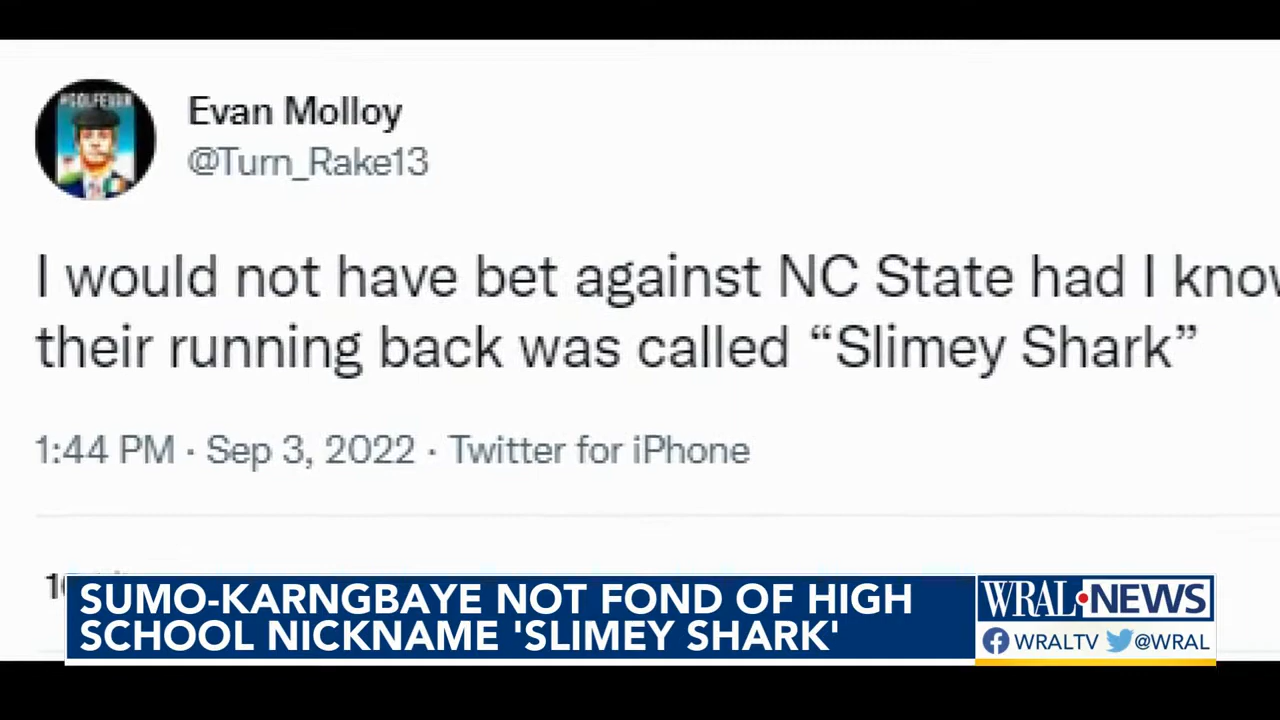 #GOLFEVAN
Evan Molloy
@Turn_Rake13
I would not have bet against NC State had I know
their running back was called “Slimey Shark”
1:44 PM · Sep 3, 2022 · Twitter for iPhone
SUMO-KARNGBAYE NOT FOND OF HIGH
SCHOOL NICKNAME 'SLIMEY SHARK'
WRAL NEWS
WRALTV @WRAL